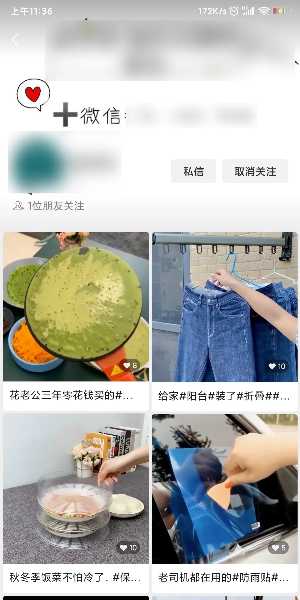 上午11:36
172K/s
➕微信:
私信
取消关注
1位朋友关注
8
10
花老公三年零花钱买的#...
给家#阳台#装了#折叠##...
10
5
秋冬季饭菜不怕冷了.#保...
老司机都在用的#防雨贴#...